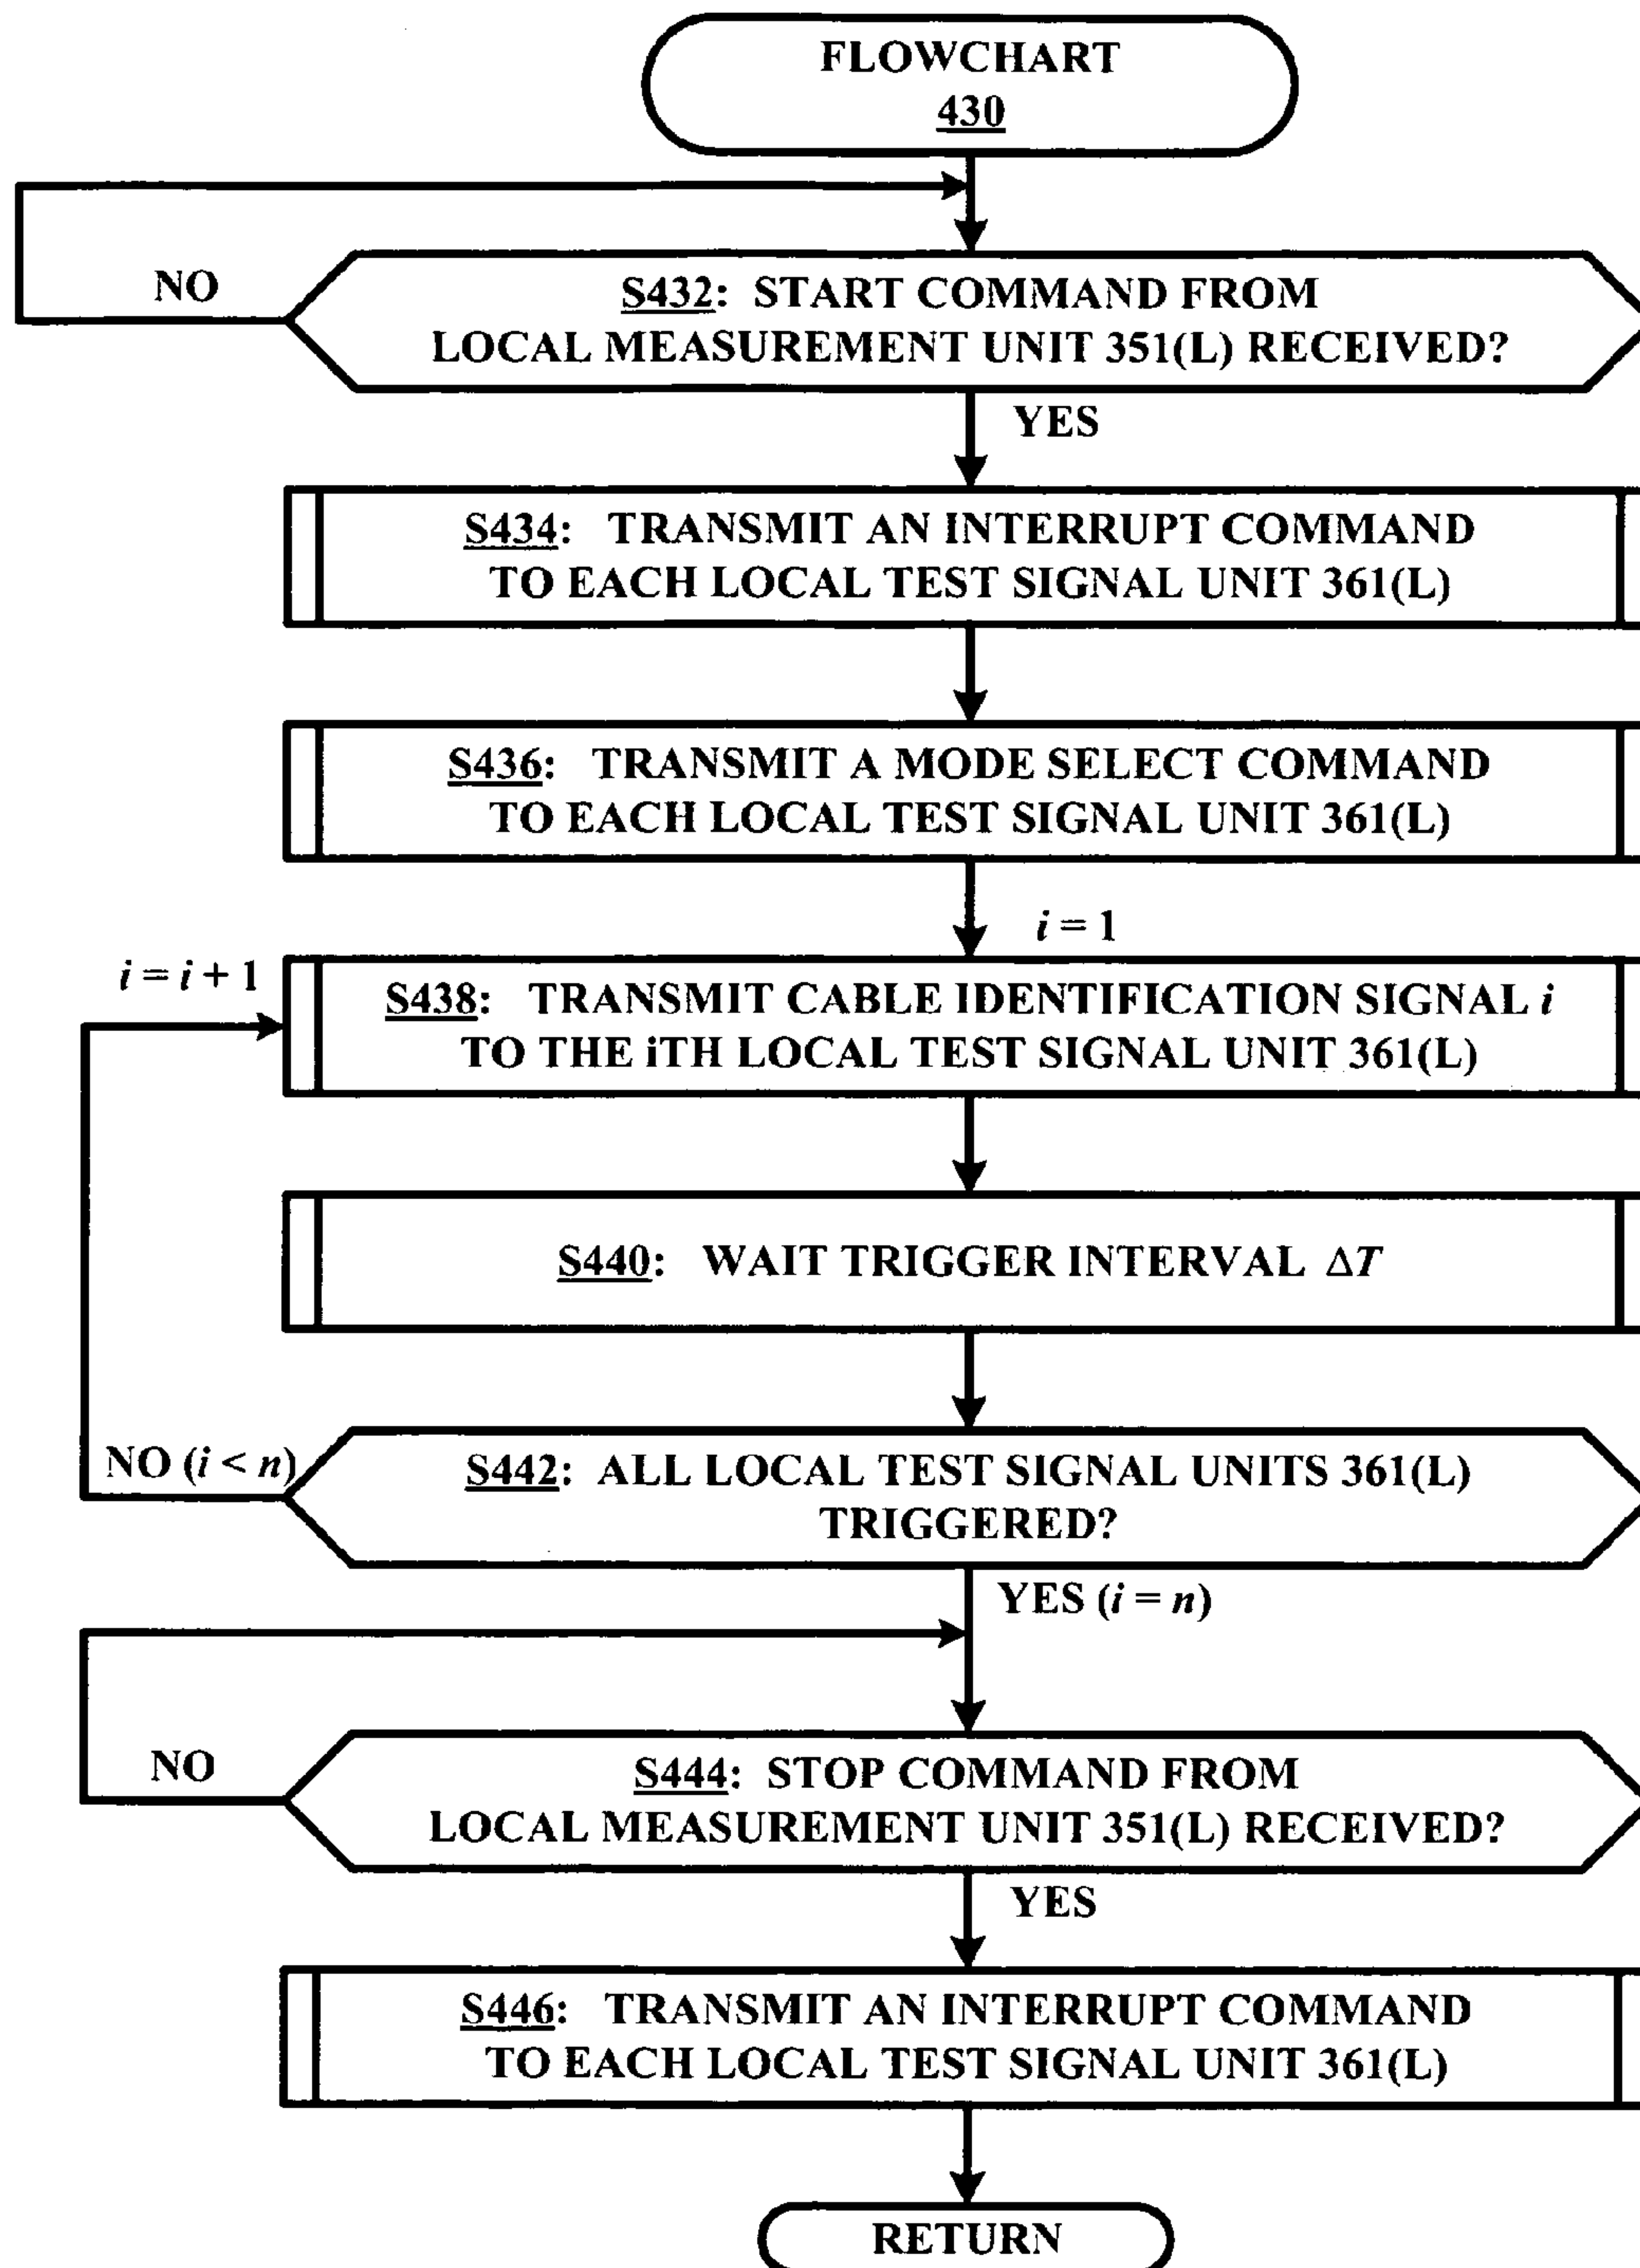 FLOWCHART
430
NO
S432: START COMMAND FROM
LOCAL MEASUREMENT UNIT 351(L) RECEIVED?
YES
S434: TRANSMIT AN INTERRUPT COMMAND
TO EACH LOCAL TEST SIGNAL UNIT 361(L)
S436: TRANSMIT A MODE SELECT COMMAND
TO EACH LOCAL TEST SIGNAL UNIT 361(L)
i = 1
i = i + 1
S438: TRANSMIT CABLE IDENTIFICATION SIGNAL i
TO THE iTH LOCAL TEST SIGNAL UNIT 361(L)
S440: WAIT TRIGGER INTERVAL ΔT
NO (i < n)
S442: ALL LOCAL TEST SIGNAL UNITS 361(L)
TRIGGERED?
YES (i = n)
NO
S444: STOP COMMAND FROM
LOCAL MEASUREMENT UNIT 351(L) RECEIVED?
YES
S446: TRANSMIT AN INTERRUPT COMMAND
TO EACH LOCAL TEST SIGNAL UNIT 361(L)
RETURN